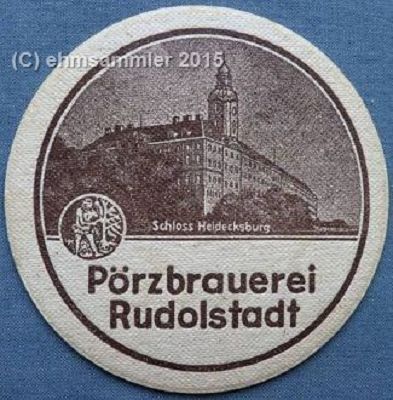 (C) ehmsammler 2015
Schloss Heidecksburg
Pörzbrauerei
Rudolstadt